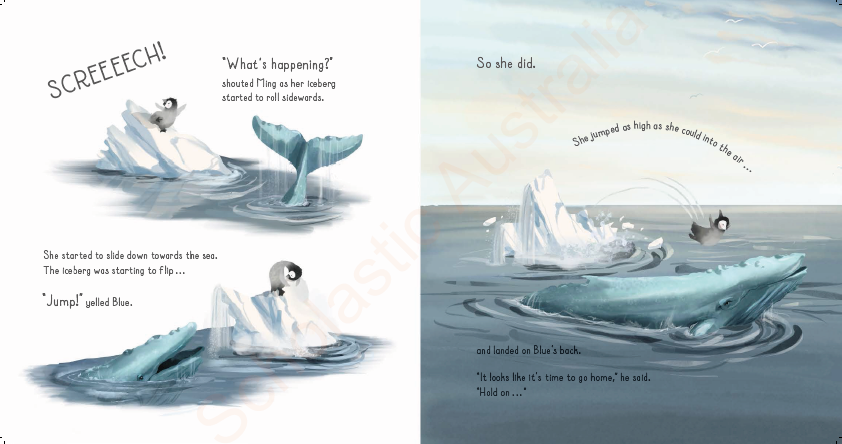 SCREEEECH!
"What's happening?"
shouted Ming as her iceberg
started to roll sidewards.
She started to slide down towards the sea.
The iceberg was starting to flip...
"Jump!" yelled Blue.
So she did.
She jumped as high as she could into the air...
and landed on Blue's back.
"It looks like it's time to go home," he said.
"Hold on..."
Scholastic Australia